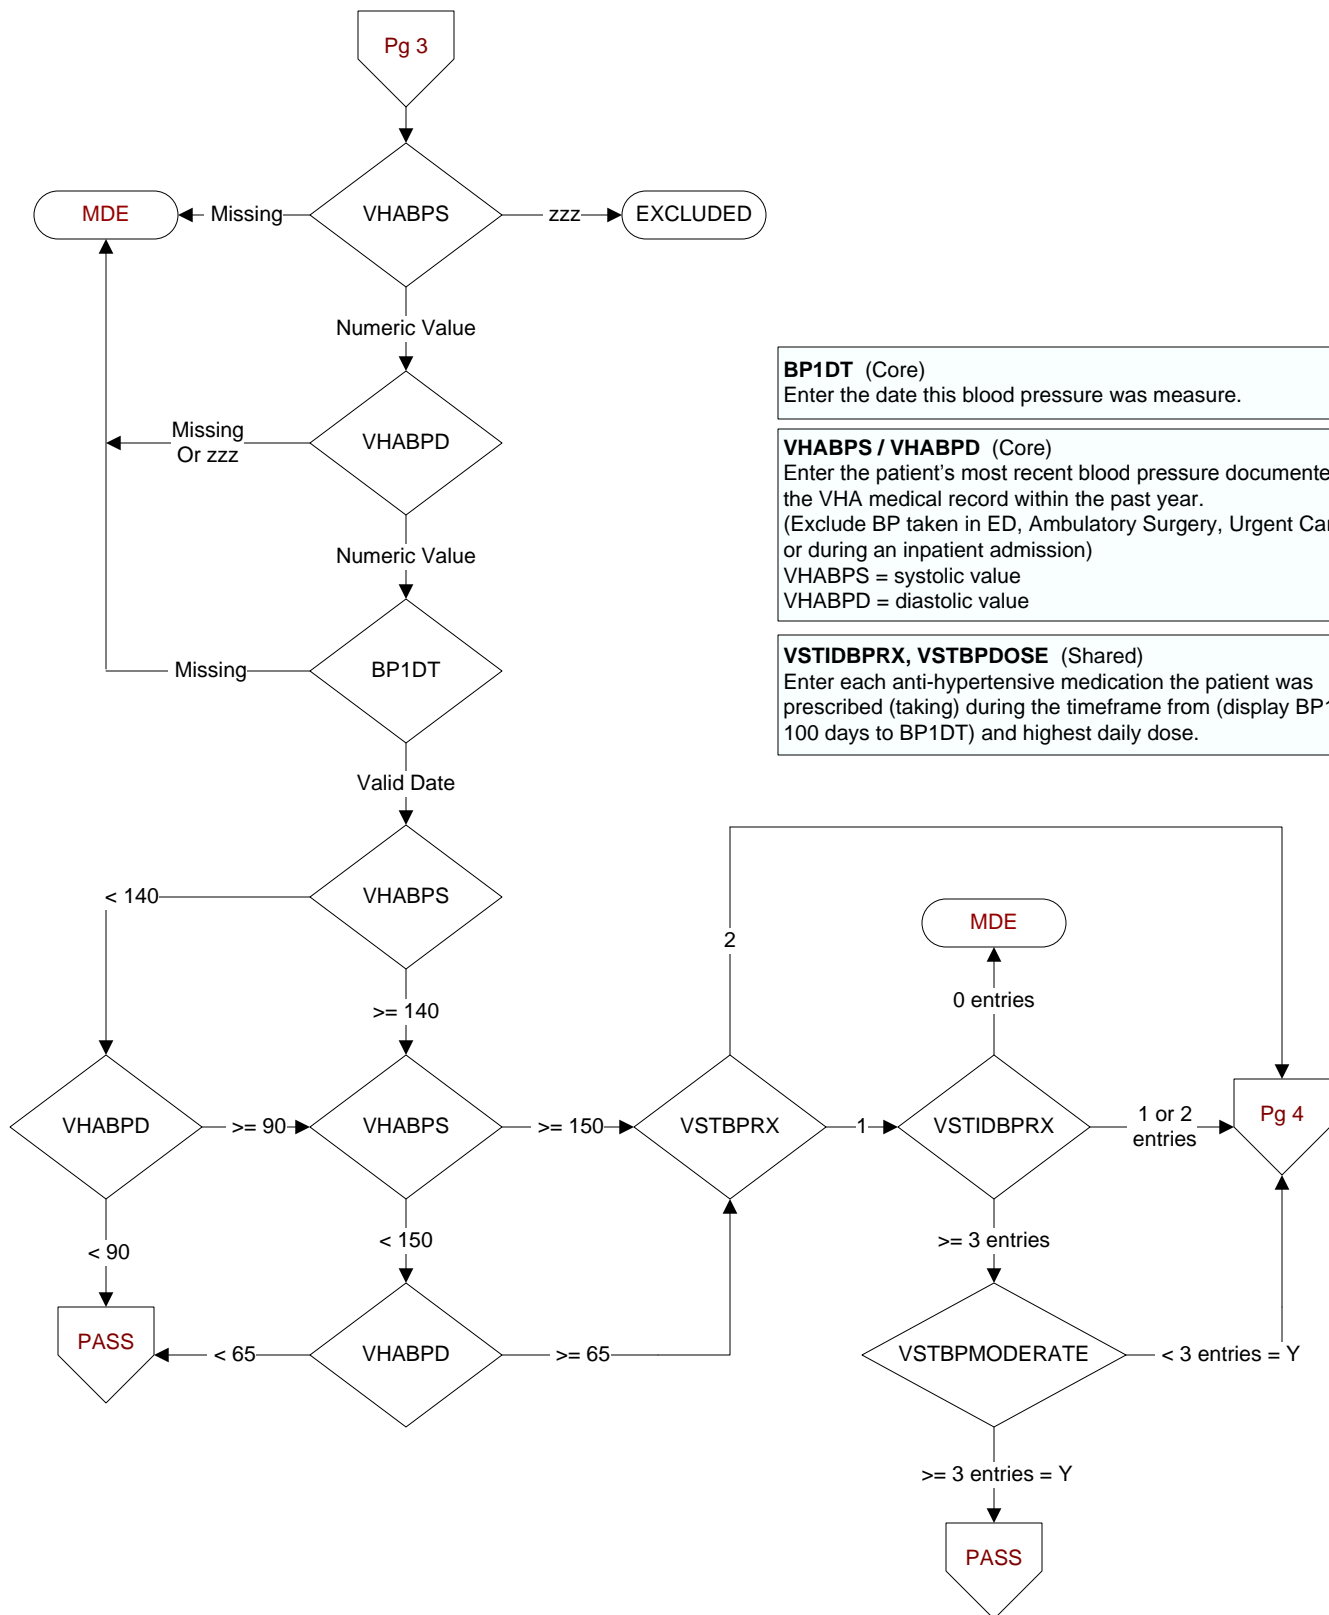 Pg 3
MDE
Missing
VHABPS
zzz
EXCLUDED
Numeric Value
Missing
Or zzz
VHABPD
Numeric Value
Missing
BP1DT
Valid Date
BP1DT (Core)
Enter the date this blood pressure was measure.
VHABPS / VHABPD (Core)
Enter the patient's most recent blood pressure documente
the VHA medical record within the past year.
(Exclude BP taken in ED, Ambulatory Surgery, Urgent Car
or during an inpatient admission)
VHABPS = systolic value
VHABPD = diastolic value
VSTIDBPRX, VSTBPDOSE (Shared)
Enter each anti-hypertensive medication the patient was
prescribed (taking) during the timeframe from (display BP1
100 days to BP1DT) and highest daily dose.
< 140
VHABPS
>= 140
2
MDE
0 entries
VHABPD
>= 90
VHABPS
>= 150
VSTBPRX
1
VSTIDBPRX
1 or 2
entries
Pg 4
< 90
< 150
>= 3 entries
PASS
< 65
VHABPD
>= 65
VSTBPMODERATE
< 3 entries = Y
>= 3 entries = Y
PASS